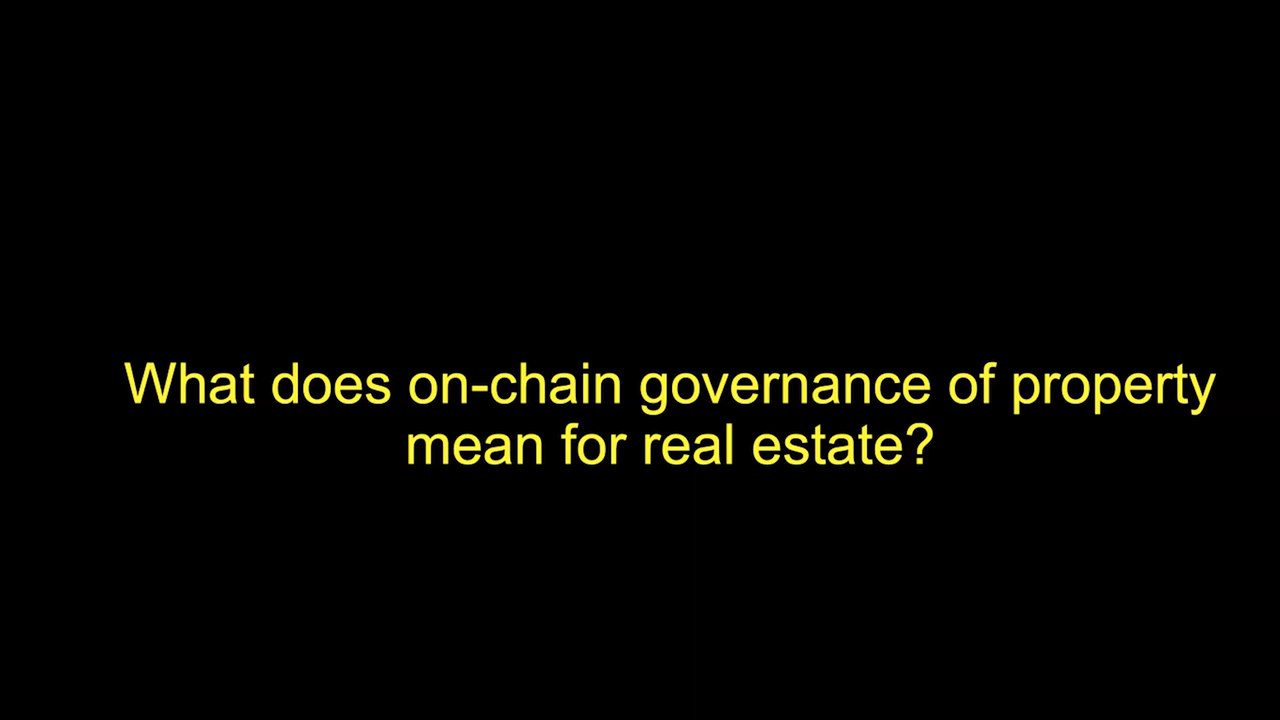 What does on-chain governance of property
mean for real estate?